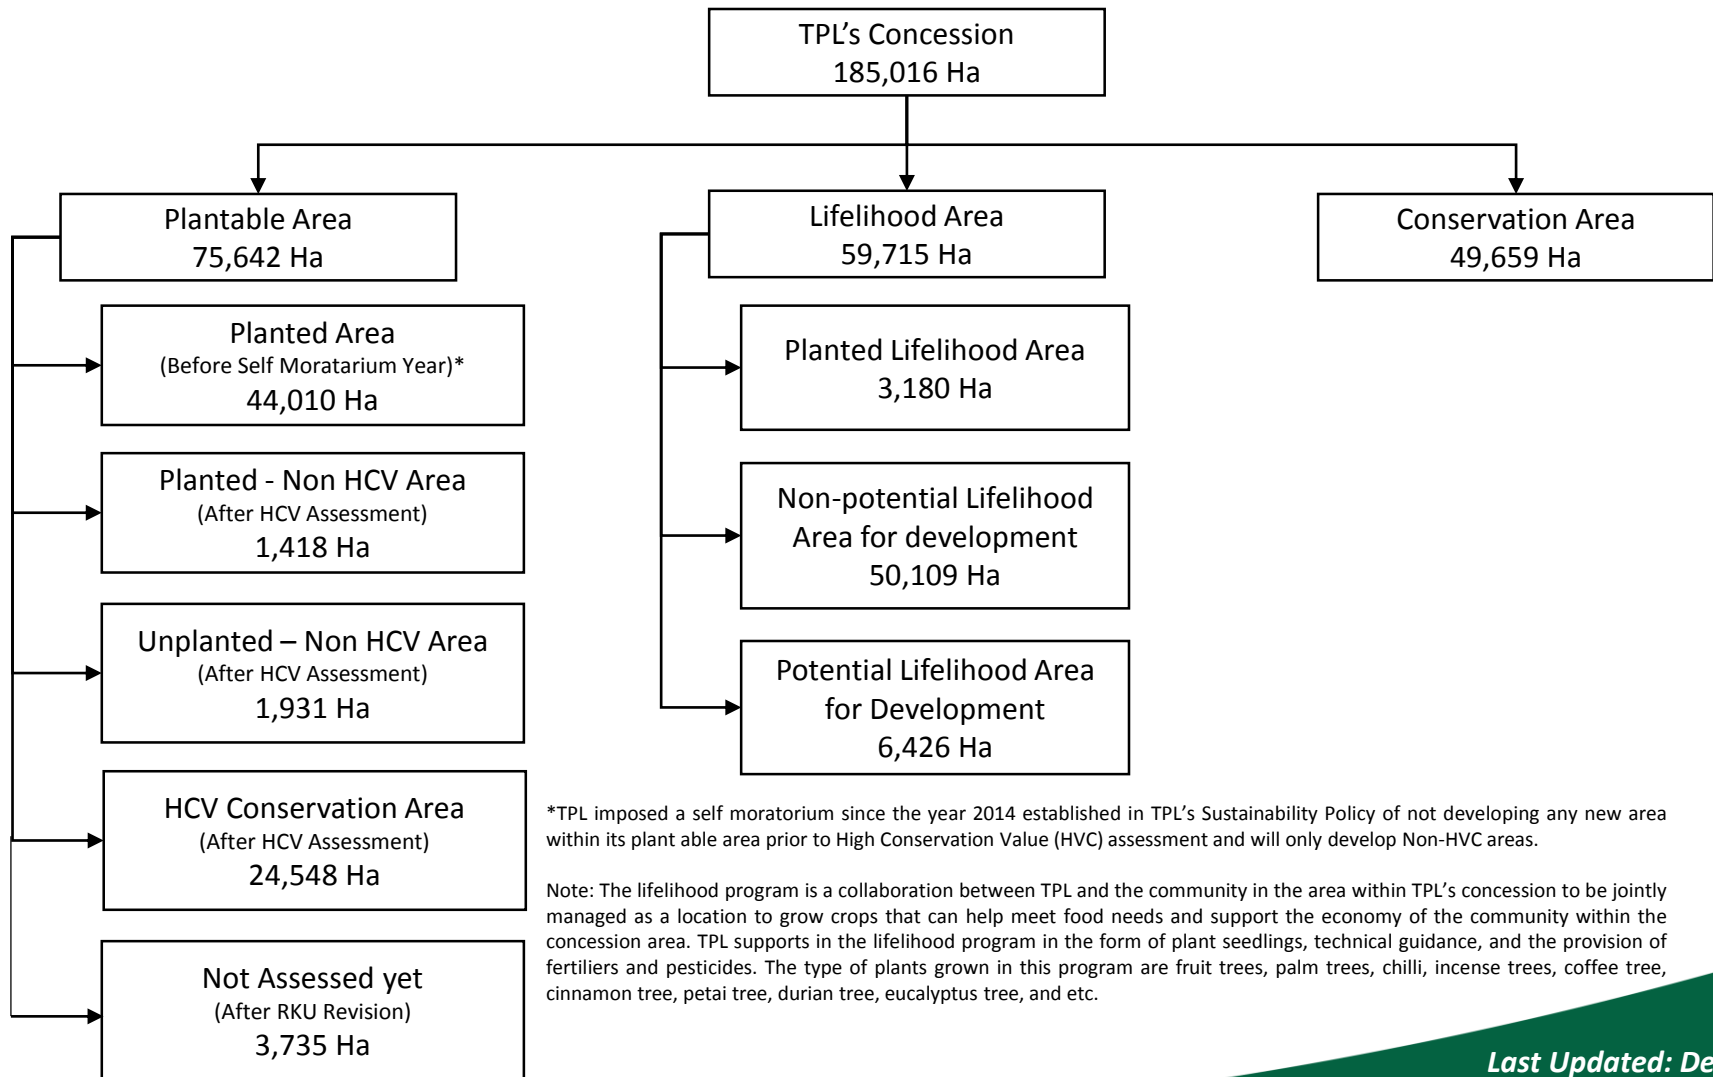 TPL’s Concession
185,016 Ha
Plantable Area
75,642 Ha
Lifelihood Area
59,715 Ha
Conservation Area
49,659 Ha
Planted Area
(Before Self Moratarium Year)*
44,010 Ha
Planted - Non HCV Area
(After HCV Assessment)
1,418 Ha
Unplanted – Non HCV Area
(After HCV Assessment)
1,931 Ha
HCV Conservation Area
(After HCV Assessment)
24,548 Ha
Not Assessed yet
(After RKU Revision)
3,735 Ha
Planted Lifelihood Area
3,180 Ha
Non-potential Lifelihood
Area for development
50,109 Ha
Potential Lifelihood Area
for Development
6,426 Ha
*TPL imposed a self moratorium since the year 2014 established in TPL’s Sustainability Policy of not developing any new area
within its plant able area prior to High Conservation Value (HVC) assessment and will only develop Non-HVC areas.
Note: The lifelihood program is a collaboration between TPL and the community in the area within TPL’s concession to be jointly
managed as a location to grow crops that can help meet food needs and support the economy of the community within the
concession area. TPL supports in the lifelihood program in the form of plant seedlings, technical guidance, and the provision of
fertiliers and pesticides. The type of plants grown in this program are fruit trees, palm trees, chilli, incense trees, coffee tree,
cinnamon tree, petai tree, durian tree, eucalyptus tree, and etc.
Last Updated: De